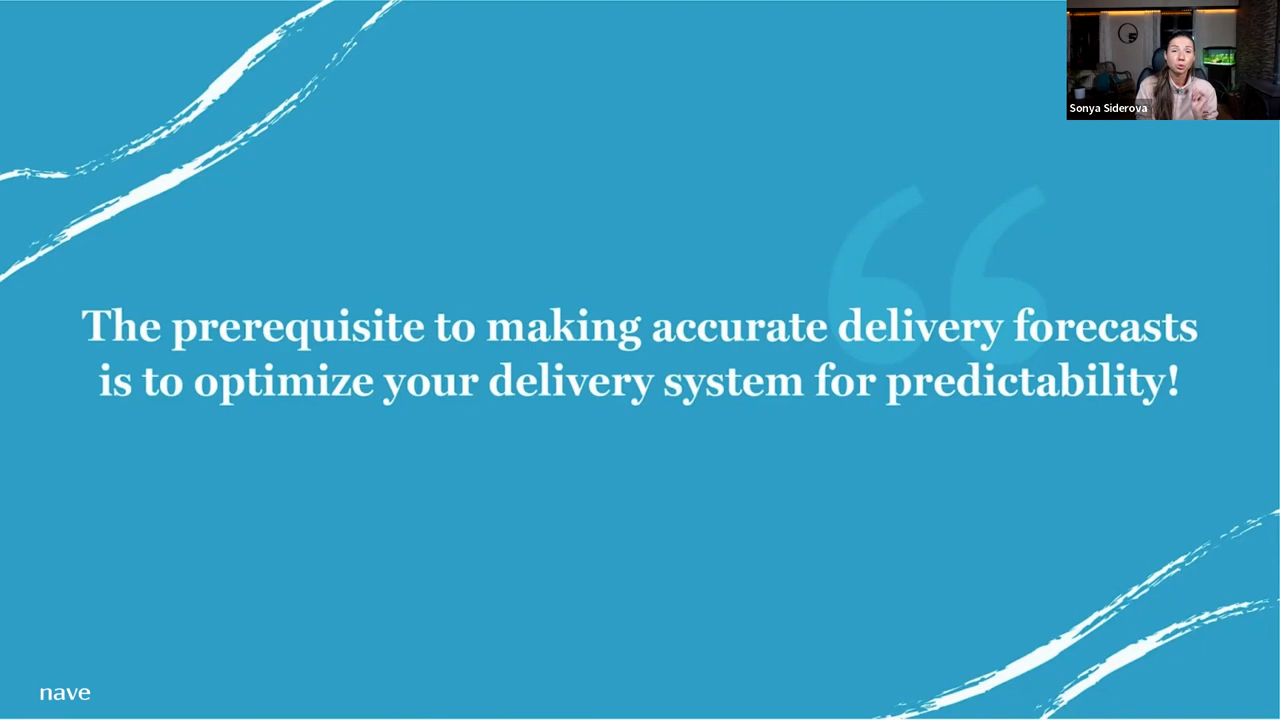 Sonya Siderova
The prerequisite to making accurate delivery forecasts
is to optimize your delivery system for predictability!
nave